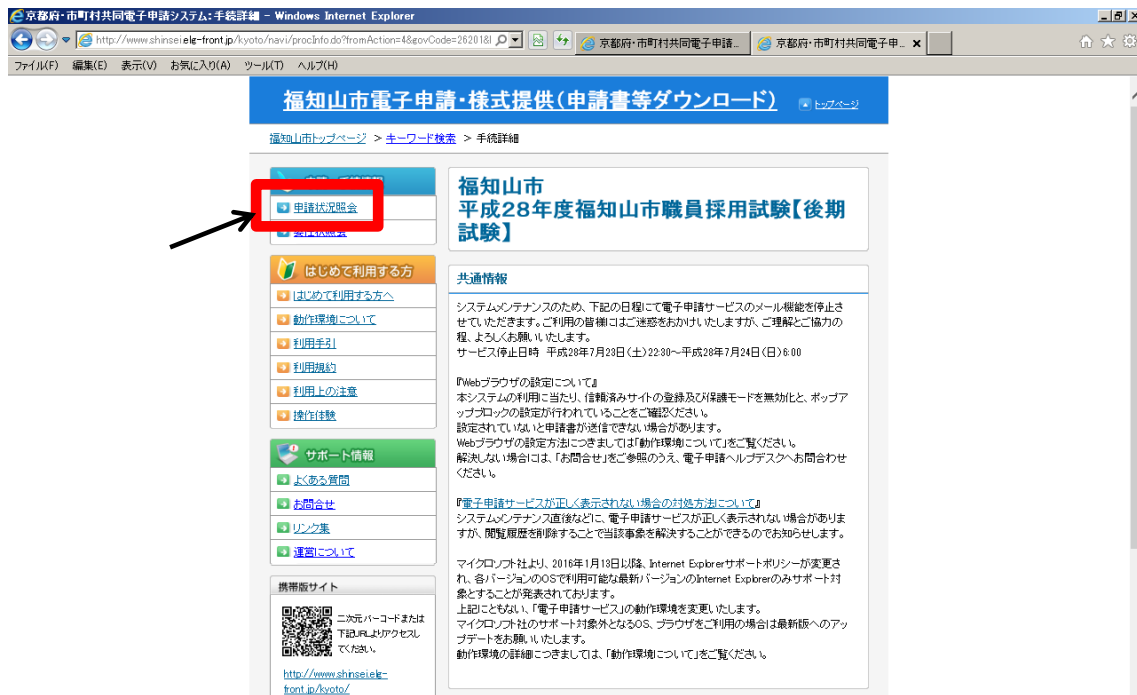 京都府・市町村共同電子申請システム：手続詳細 - Windows Internet Explorer
http://www.shinsei.elg-front.jp/kyoto/navi/procInfo.do?fromAction=4&govCode=26201&l
京都府・市町村共同電子申請...
京都府・市町村共同電子申... ×
ファイル(F) 編集(E) 表示(V) お気に入り(A) ツール(T) ヘルプ(H)
福知山市電子申請・様式提供(申請書等ダウンロード)
トップページ
福知山市トップページ > キーワード検索 > 手続詳細
申請状況照会
委任状照会
はじめて利用する方
はじめて利用する方へ
動作環境について
利用手引
利用規約
利用上の注意
操作体験
サポート情報
よくある質問
お問合せ
リンク集
運営について
携帯版サイト
二次元バーコードまたは
下記URLよりアクセスし
てください。
http://www.shinsei.elg-
front.jp/kyoto/
福知山市
平成28年度福知山市職員採用試験【後期
試験】
共通情報
システムメンテナンスのため、下記の日程にて電子申請サービスのメール機能を停止さ
せていただきます。ご利用の皆様にはご迷惑をおかけいたしますが、ご理解とご協力の
程、よろしくお願いいたします。
サービス停止日時 平成28年7月23日(土)22:30～平成28年7月24日(日)6:00
『Webブラウザの設定について』
本システムの利用に当たり、信頼済みサイトの登録及び保護モードを無効化と、ポップア
ップブロックの設定が行われていることをご確認ください。
設定されていないと申請書が送信できない場合があります。
Webブラウザの設定方法につきましては「動作環境について」をご覧ください。
解決しない場合には、「お問合せ」をご参照のうえ、電子申請ヘルプデスクへお問合わせ
ください。
『電子申請サービスが正しく表示されない場合の対処方法について』
システムメンテナンス直後などに、電子申請サービスが正しく表示されない場合がありま
すが、閲覧履歴を削除することで当該事象を解決することができるのでお知らせします。
マイクロソフト社より、2016年1月13日以降、Internet Explorerサポートポリシーが変更さ
れ、各バージョンのOSで利用可能な最新バージョンのInternet Explorerのみサポート対
象とすることが発表されております。
上記にともない、「電子申請サービス」の動作環境を変更いたします。
マイクロソフト社のサポート対象外となるOS、ブラウザをご利用の場合は最新版へのアッ
プデートをお願いいたします。
動作環境の詳細につきましては、「動作環境について」をご覧ください。